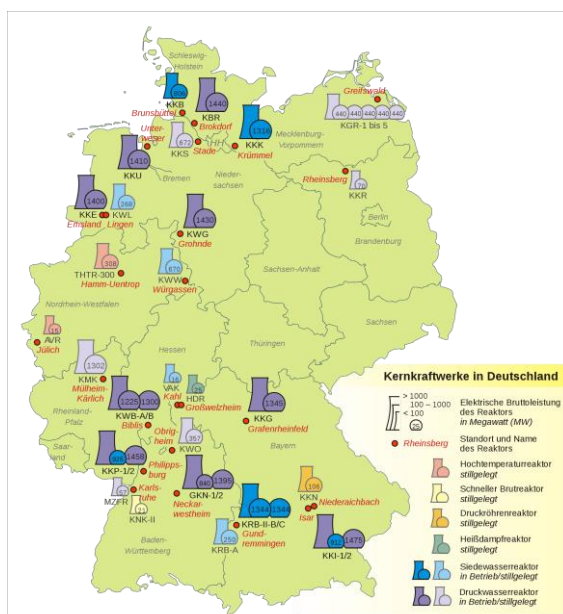 Schleswig-
Holstein
806
KKB
1440
KBR
Brunsbüttel
Brokdorf
Unter-
weser
KKS
672
Stade
HH
1316
KKK
Krümmel
Greifswald
440 440 440 440 440
KGR-1 bis 5
Mecklenburg-
Vorpommern
1410
KKU
Bremen
Nieder-
sachsen
Rheinsberg
70
KKR
Berlin
Brandenburg
1400
KKE
268
KWL
Emsland
Lingen
1430
KWG
Grohnde
308
THTR-300
Hamm-Uentrop
670
KWW
Würgassen
Sachsen-Anhalt
Nordrhein-Westfalen
15
AVR
Jülich
Sachsen
Hessen
Thüringen
1302
KMK
Mülheim-
Kärlich
16
VAK
Kahl
25
HDR
Großwelzheim
1225 1300
KWB-A/B
Biblis
1345
KKG
Grafenrheinfeld
Rheinland-
Pfalz
Obrig-
heim
357
KWO
Bayern
Saar-
land
926 1458
KKP-1/2
Philipps-
burg
57
MZFR
Karls-
ruhe
21
KNK-II
840 1395
GKN-1/2
Neckar-
westheim
106
KKN
Niederaichbach
Isar
1344 1344
KRB-II-B/C
Gund-
remmingen
250
KRB-A
912 1475
KKI-1/2
Baden-
Württemberg
Kernkraftwerke in Deutschland
> 1000
100 – 1000
< 100
25
Elektrische Bruttoleistung
des Reaktors
in Megawatt (MW)
Rheinsberg
Standort und Name
des Reaktors
Hochtemperaturreaktor
stillgelegt
Schneller Brutreaktor
stillgelegt
Druckröhrenreaktor
stillgelegt
Heißdampfreaktor
stillgelegt
Siedewasserreaktor
in Betrieb/stillgelegt
Druckwasserreaktor
in Betrieb/stillgelegt